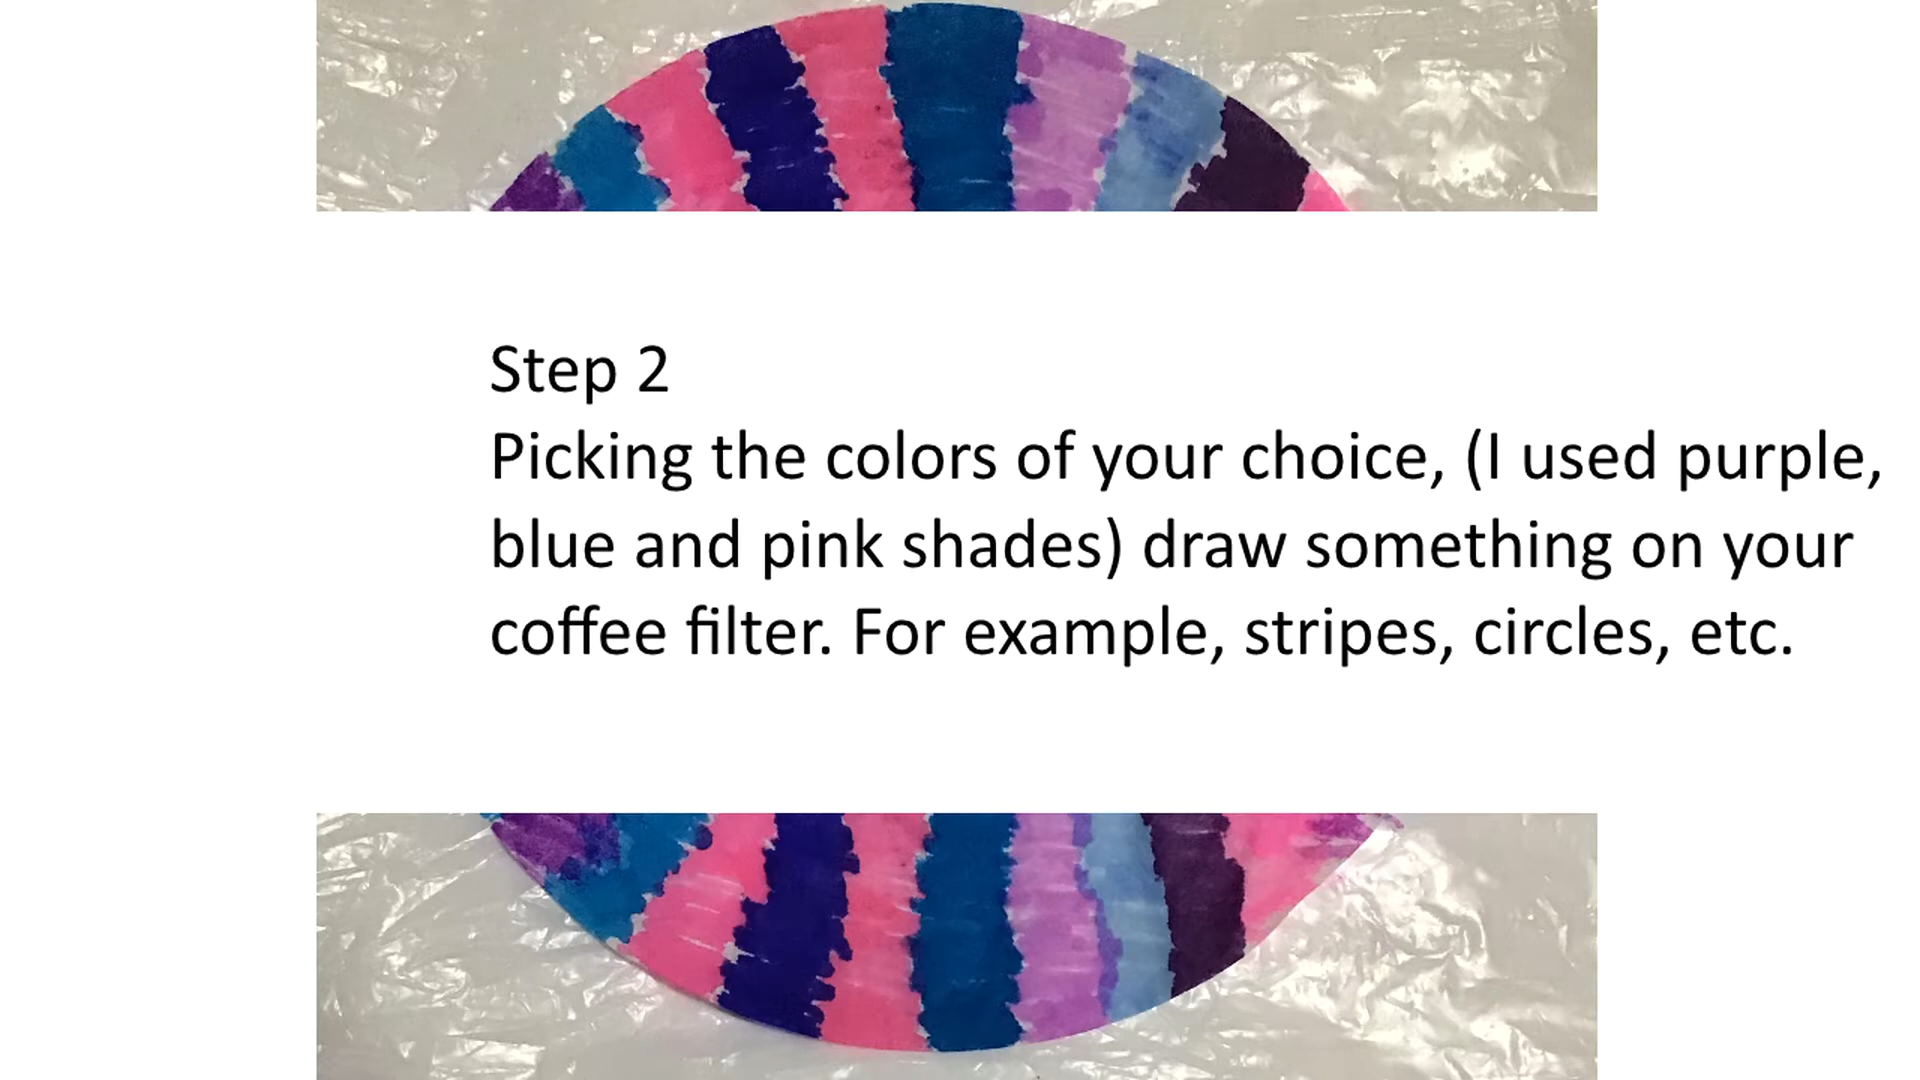 Step 2
Picking the colors of your choice, (I used purple,
blue and pink shades) draw something on your
coffee filter. For example, stripes, circles, etc.